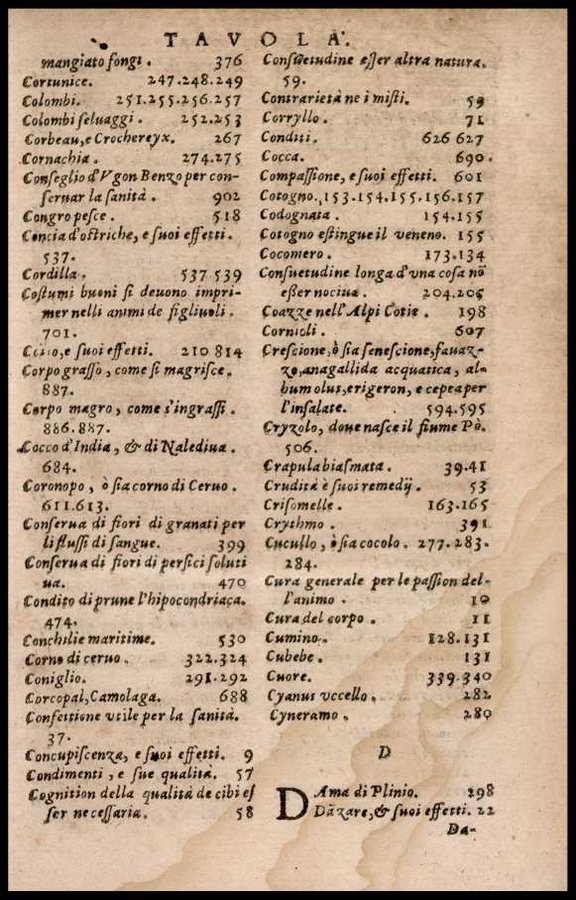 TAVOLA.
mangiato fongi. 376
Cortunice. 247.248.249
Colombi. 251.255.256.257
Colombi seluaggi. 252.253
Corbeau, e Crochereyx. 267
Cornachia. 274.275
Conseglio d'Vgon Benzo per con-
seruar la sanità. 902
Congro pesce. 518
Concia d'ostriche, e suoi effetti.
537.
Cordilla. 537 539
Costumi buoni si deuono impri-
mer nelli animi de figliuoli.
701.
e suoi effetti. 210 814
Corpo grasso, come si magrisce.
887.
Corpo magro, come s'ingrassi.
886.887.
Cocco d'India, & di Nalediua.
684.
Coronopo, ò sia corno di Ceruo.
611.613.
Conserua di fiori di granati per
li flussi di sangue. 399
Conserua di fiori di persici soluti
ua. 470
Condito di prune l'hipocondriaca.
474.
Conchilie maritime. 530
Corno di ceruo. 322.324
Coniglio. 291.292
Corcopal, Camolaga. 688
Confettione vtile per la sanità.
37.
Concupiscenza, e suoi effetti. 9
Condimenti, e sue qualità. 57
Cognition della qualità de cibi es
ser necessaria. 58
Consuetudine esser altra natura.
59.
Contrarietà ne i misti. 59
Corryllo. 71
Conditi. 626 627
Cocca. 690.
Compassione, e suoi effetti. 601
Cotogno. 153.154.155.156.157
Codognata. 154.155
Cotogno estingue il veneno. 155
Cocomero. 173.134
Consuetudine longa d'vna cosa nõ
eßer nociua. 204.205
Coazze nell'Alpi Cotie. 198
Cornioli. 607
Crescione, ò sia senescione, fauaz-
zo, anagallida acquatica, al-
bum olus, erigeron, e cepea per
l'insalate. 594.595
Cryzolo, doue nasce il fiume Pò.
506.
Crapula biasmata. 39.41
Crudità è suoi remedij. 53
Crisomelle. 163.165
Crythmo. 391
Cucullo, ò sia cocolo. 277.283.
284.
Cura generale per le passion del-
l'animo. 10
Cura del corpo. 11
Cumino. 128.131
Cubebe. 131
Cuore. 339.340
Cyanus vccello. 282
Cyneramo. 280
D
DAma di Plinio. 298
Dãzare, & suoi effetti. 22
Da-